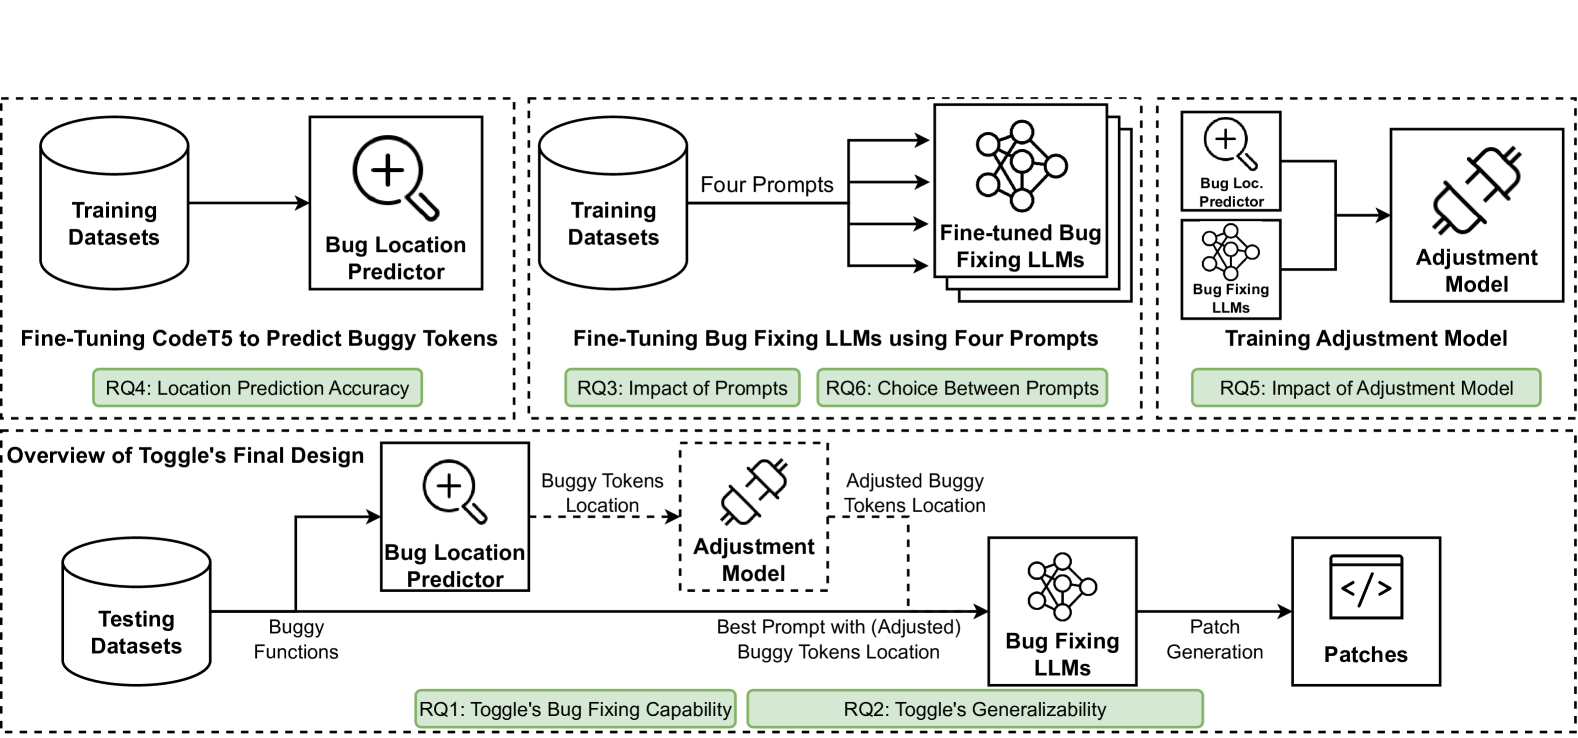 Training
Datasets
Bug Location
Predictor
Fine-Tuning CodeT5 to Predict Buggy Tokens
RQ4: Location Prediction Accuracy
Training
Datasets
Four Prompts
Fine-tuned Bug
Fixing LLMs
Fine-Tuning Bug Fixing LLMs using Four Prompts
RQ3: Impact of Prompts
RQ6: Choice Between Prompts
Bug Loc.
Predictor
Bug Fixing
LLMs
Adjustment
Model
Training Adjustment Model
RQ5: Impact of Adjustment Model
Overview of Toggle's Final Design
Testing
Datasets
Buggy
Functions
Bug Location
Predictor
Buggy Tokens
Location
Adjustment
Model
Adjusted Buggy
Tokens Location
Best Prompt with (Adjusted)
Buggy Tokens Location
Bug Fixing
LLMs
Patch
Generation
</>
Patches
RQ1: Toggle's Bug Fixing Capability
RQ2: Toggle's Generalizability